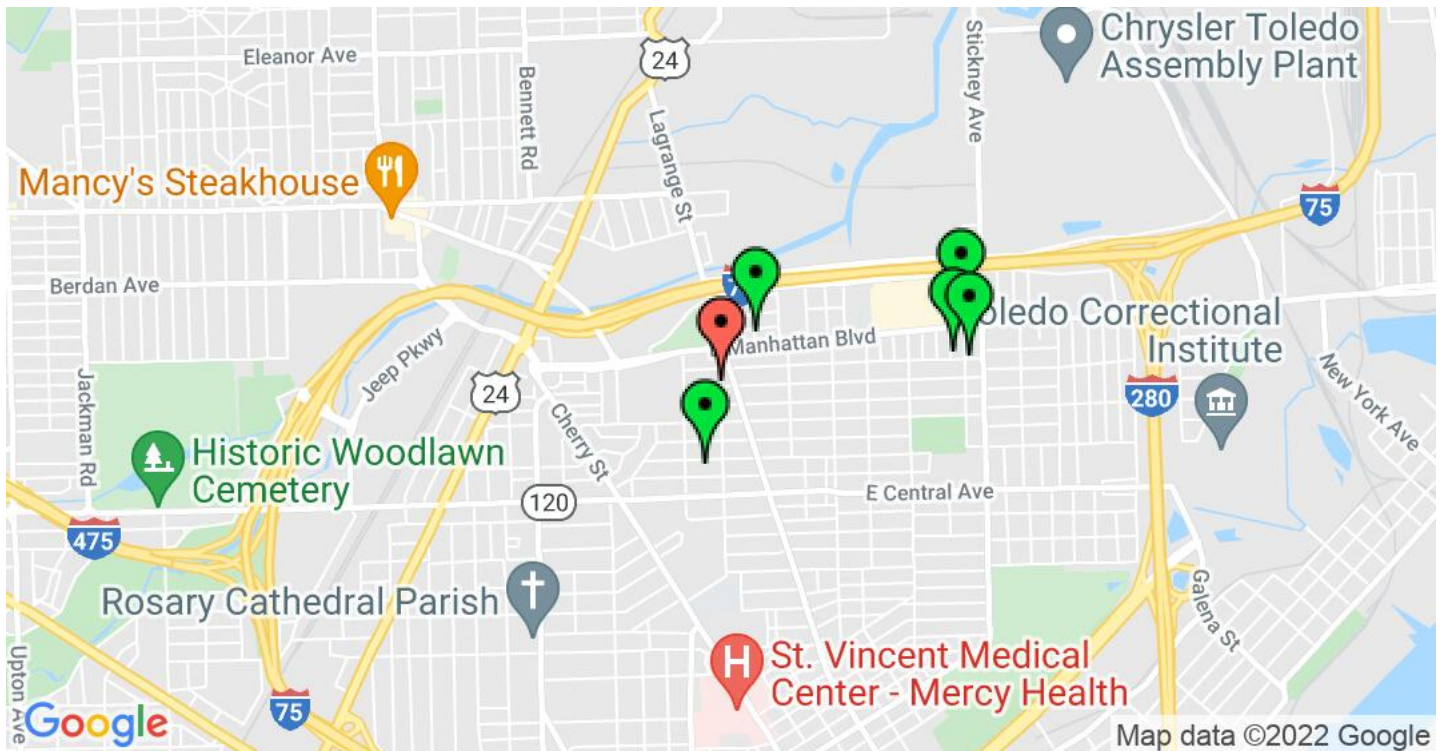 Eleanor Ave
24
Bennett Rd
Stickney Ave
Chrysler Toledo
Assembly Plant
Lagrange St
Mancy's Steakhouse
75
Berdan Ave
Manhattan Blvd
oledo Correctional
Institute
Jeep Pkwy
Jackman Rd
24
280
New York Ave
Cherry St
Historic Woodlawn
Cemetery
120
E Central Ave
475
Rosary Cathedral Parish
Galena St
St. Vincent Medical
Center - Mercy Health
H
Upton Ave
75
Google
Map data ©2022 Google